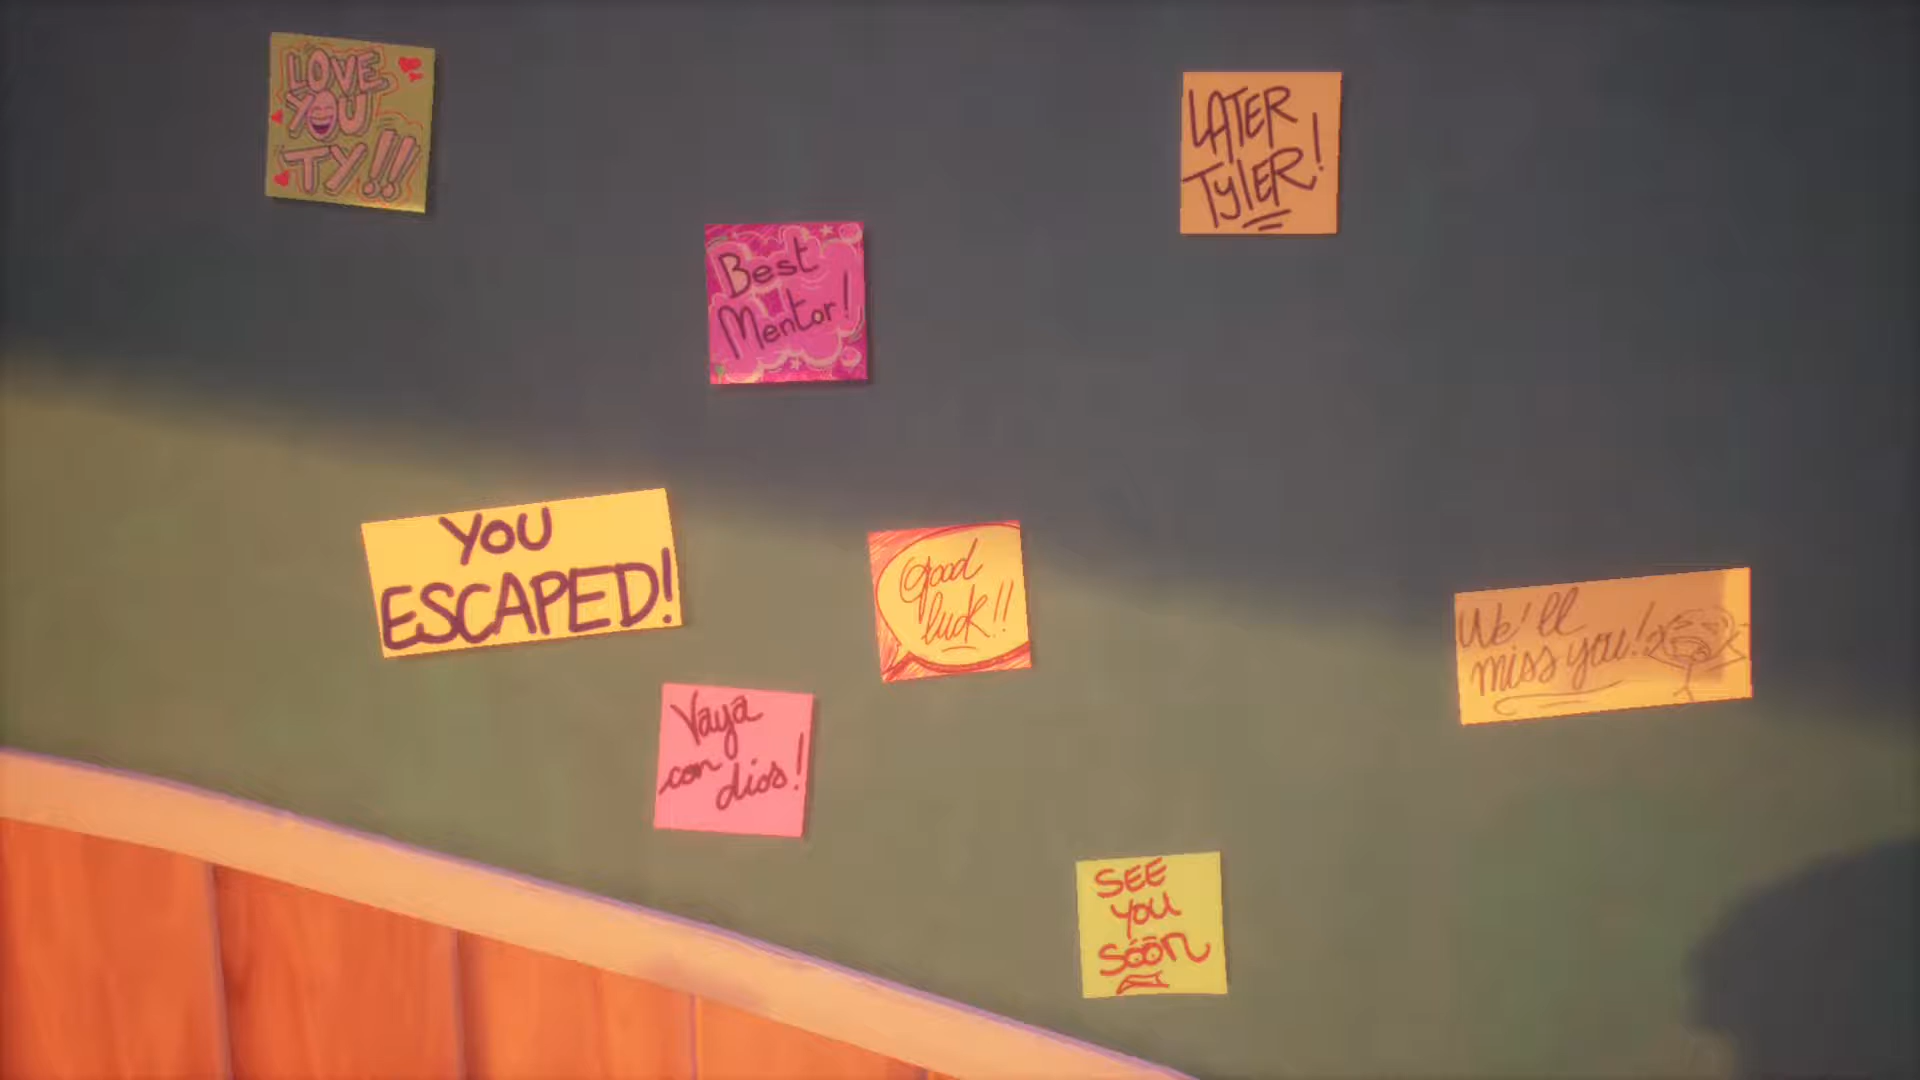 LOVE
YOU
TY!!!
LATER
TYLER!
Best
Mentor!
YOU
ESCAPED!
Good
luck!!
We'll
miss you!
Vaya
con dios!
SEE
YOU
SOON